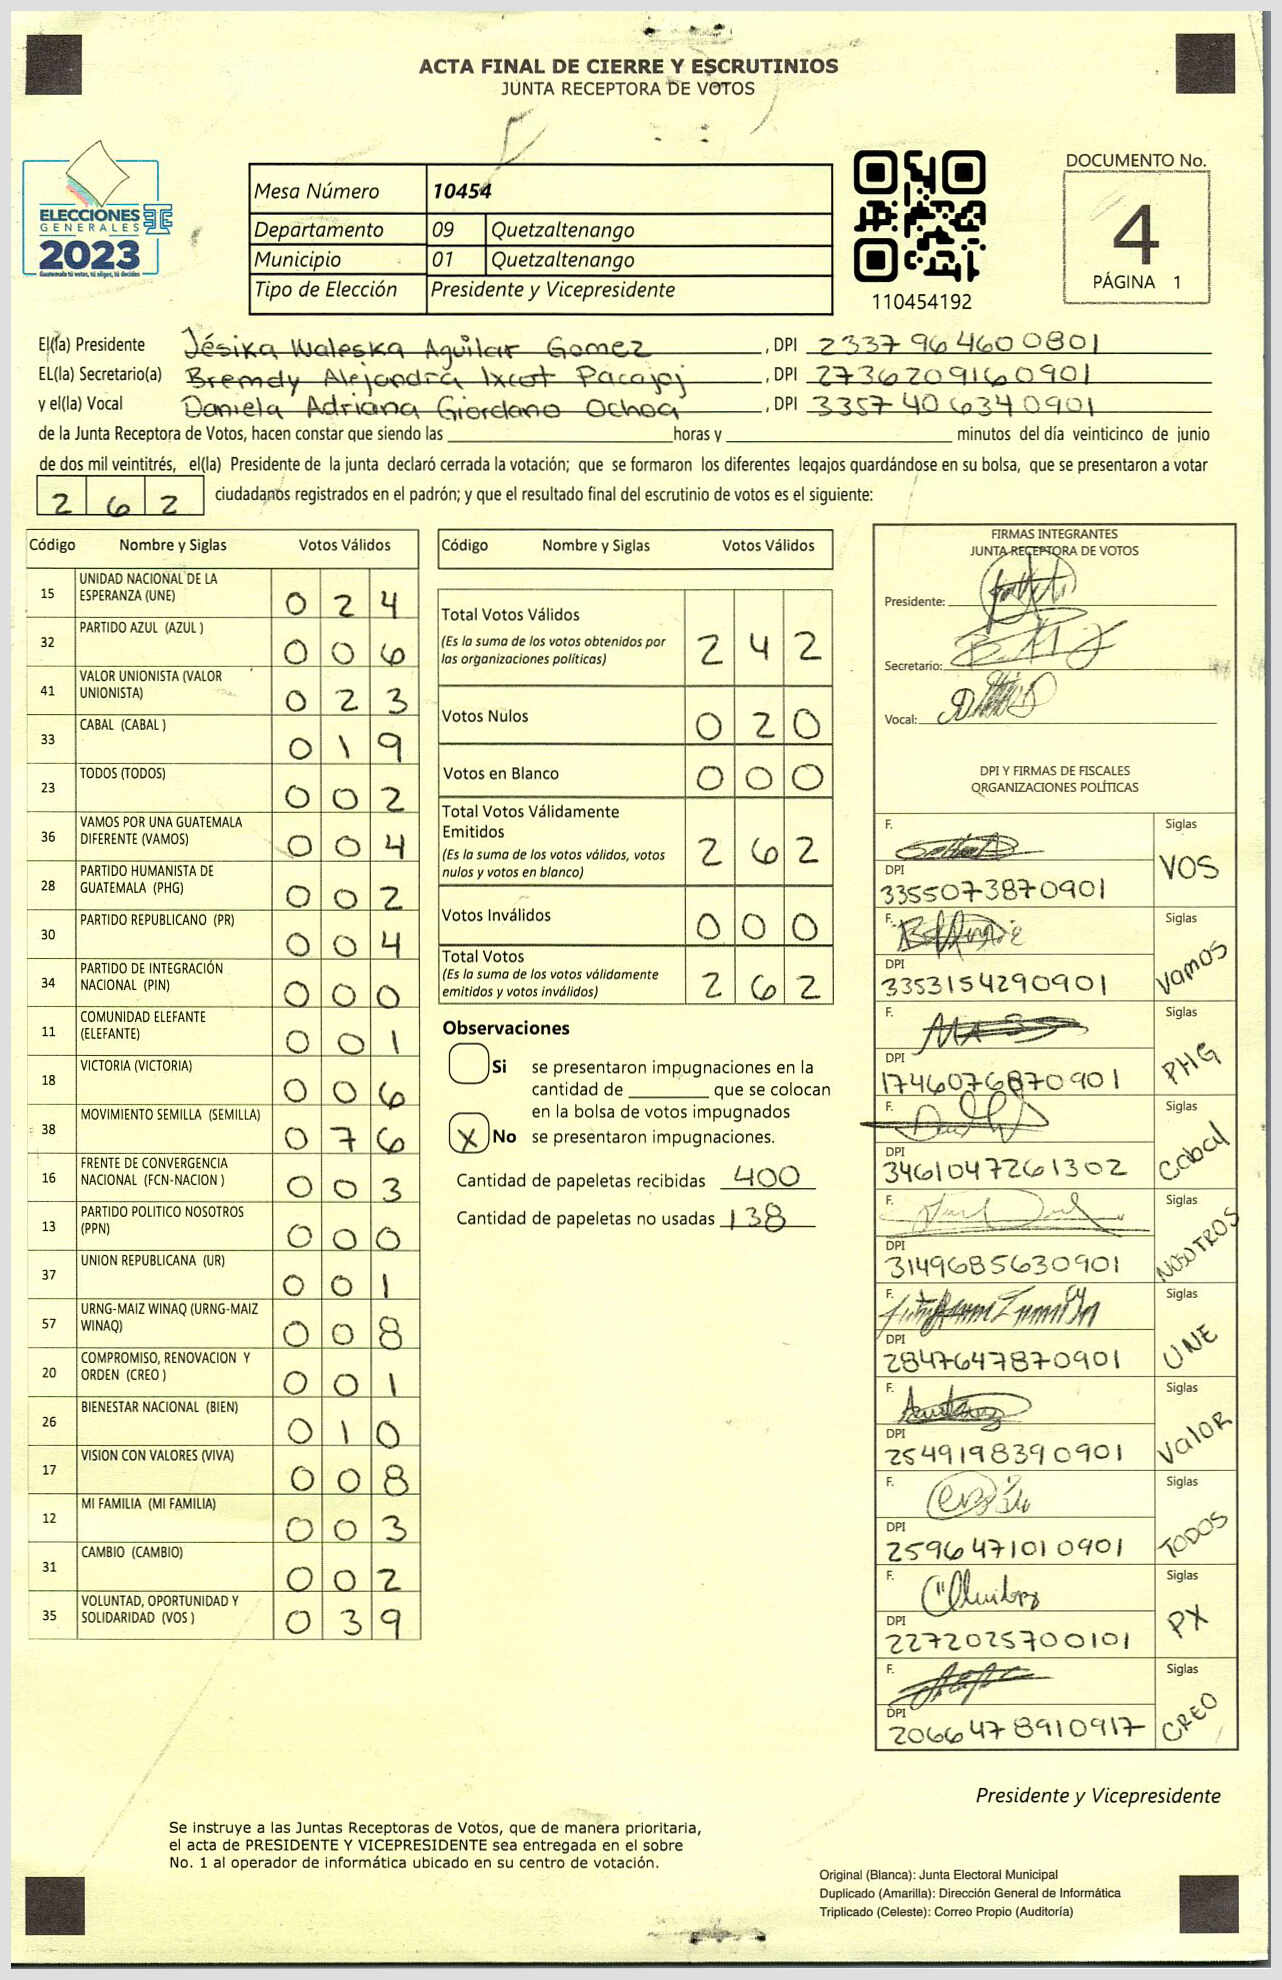 ACTA FINAL DE CIERRE Y ESCRUTINIOS
JUNTA RECEPTORA DE VOTOS
ELECCIONES
GENERALES
2023
Guatemala tú votas, tú eliges, tú decides
Mesa Número 10454
Departamento 09 Quetzaltenango
Municipio 01 Quetzaltenango
Tipo de Elección Presidente y Vicepresidente
110454192
DOCUMENTO No.
4
PÁGINA 1
El(la) Presidente Jésika Waleska Aguilar Gomez, DPI 2337964600801
EL(la) Secretario(a) Bremdy Alejandra Ixcot Pacajoj, DPI 2736209160901
y el(la) Vocal Daniela Adriana Giordano Ochoa, DPI 3357406340901
de la Junta Receptora de Votos, hacen constar que siendo las ____ horas y ____ minutos del día veinticinco de junio
de dos mil veintitrés, el(la) Presidente de la junta declaró cerrada la votación; que se formaron los diferentes legajos guardándose en su bolsa, que se presentaron a votar
2 6 2 ciudadanos registrados en el padrón; y que el resultado final del escrutinio de votos es el siguiente:
Código Nombre y Siglas Votos Válidos
15 UNIDAD NACIONAL DE LA ESPERANZA (UNE) 0 2 4
32 PARTIDO AZUL (AZUL ) 0 0 6
41 VALOR UNIONISTA (VALOR UNIONISTA) 0 2 3
33 CABAL (CABAL ) 0 1 9
23 TODOS (TODOS) 0 0 2
36 VAMOS POR UNA GUATEMALA DIFERENTE (VAMOS) 0 0 4
28 PARTIDO HUMANISTA DE GUATEMALA (PHG) 0 0 2
30 PARTIDO REPUBLICANO (PR) 0 0 4
34 PARTIDO DE INTEGRACIÓN NACIONAL (PIN) 0 0 0
11 COMUNIDAD ELEFANTE (ELEFANTE) 0 0 1
18 VICTORIA (VICTORIA) 0 0 6
38 MOVIMIENTO SEMILLA (SEMILLA) 0 7 6
16 FRENTE DE CONVERGENCIA NACIONAL (FCN-NACION ) 0 0 3
13 PARTIDO POLITICO NOSOTROS (PPN) 0 0 0
37 UNION REPUBLICANA (UR) 0 0 1
57 URNG-MAIZ WINAQ (URNG-MAIZ WINAQ) 0 0 8
20 COMPROMISO, RENOVACION Y ORDEN (CREO ) 0 0 1
26 BIENESTAR NACIONAL (BIEN) 0 1 0
17 VISION CON VALORES (VIVA) 0 0 8
12 MI FAMILIA (MI FAMILIA) 0 0 3
31 CAMBIO (CAMBIO) 0 0 2
35 VOLUNTAD, OPORTUNIDAD Y SOLIDARIDAD (VOS ) 0 3 9
Código Nombre y Siglas Votos Válidos
Total Votos Válidos 2 4 2
(Es la suma de los votos obtenidos por
las organizaciones políticas)
Votos Nulos 0 2 0
Votos en Blanco 0 0 0
Total Votos Válidamente
Emitidos 2 6 2
(Es la suma de los votos válidos, votos
nulos y votos en blanco)
Votos Inválidos 0 0 0
Total Votos 2 6 2
(Es la suma de los votos válidamente
emitidos y votos inválidos)
Observaciones
Si se presentaron impugnaciones en la
cantidad de ____ que se colocan
en la bolsa de votos impugnados
X No se presentaron impugnaciones.
Cantidad de papeletas recibidas 400
Cantidad de papeletas no usadas 138
FIRMAS INTEGRANTES
JUNTA RECEPTORA DE VOTOS
Presidente:
Secretario:
Vocal:
DPI Y FIRMAS DE FISCALES
ORGANIZACIONES POLÍTICAS
F. Siglas VOS
DPI 3355073870901
F. Siglas Vamos
DPI 3353154290901
F. Siglas PHG
DPI 1746076870901
F. Siglas Cabal
DPI 3461047261302
F. Siglas NOSOTROS
DPI 3149685630901
F. Siglas UNE
DPI 2847647870901
F. Siglas Valor
DPI 2549198390901
F. Siglas TODOS
DPI 2596471010901
F. Siglas PX
DPI 2272025700101
F. Siglas CREO
DPI 2066478910917
Presidente y Vicepresidente
Se instruye a las Juntas Receptoras de Votos, que de manera prioritaria,
el acta de PRESIDENTE Y VICEPRESIDENTE sea entregada en el sobre
No. 1 al operador de informática ubicado en su centro de votación.
Original (Blanca): Junta Electoral Municipal
Duplicado (Amarilla): Dirección General de Informática
Triplicado (Celeste): Correo Propio (Auditoría)